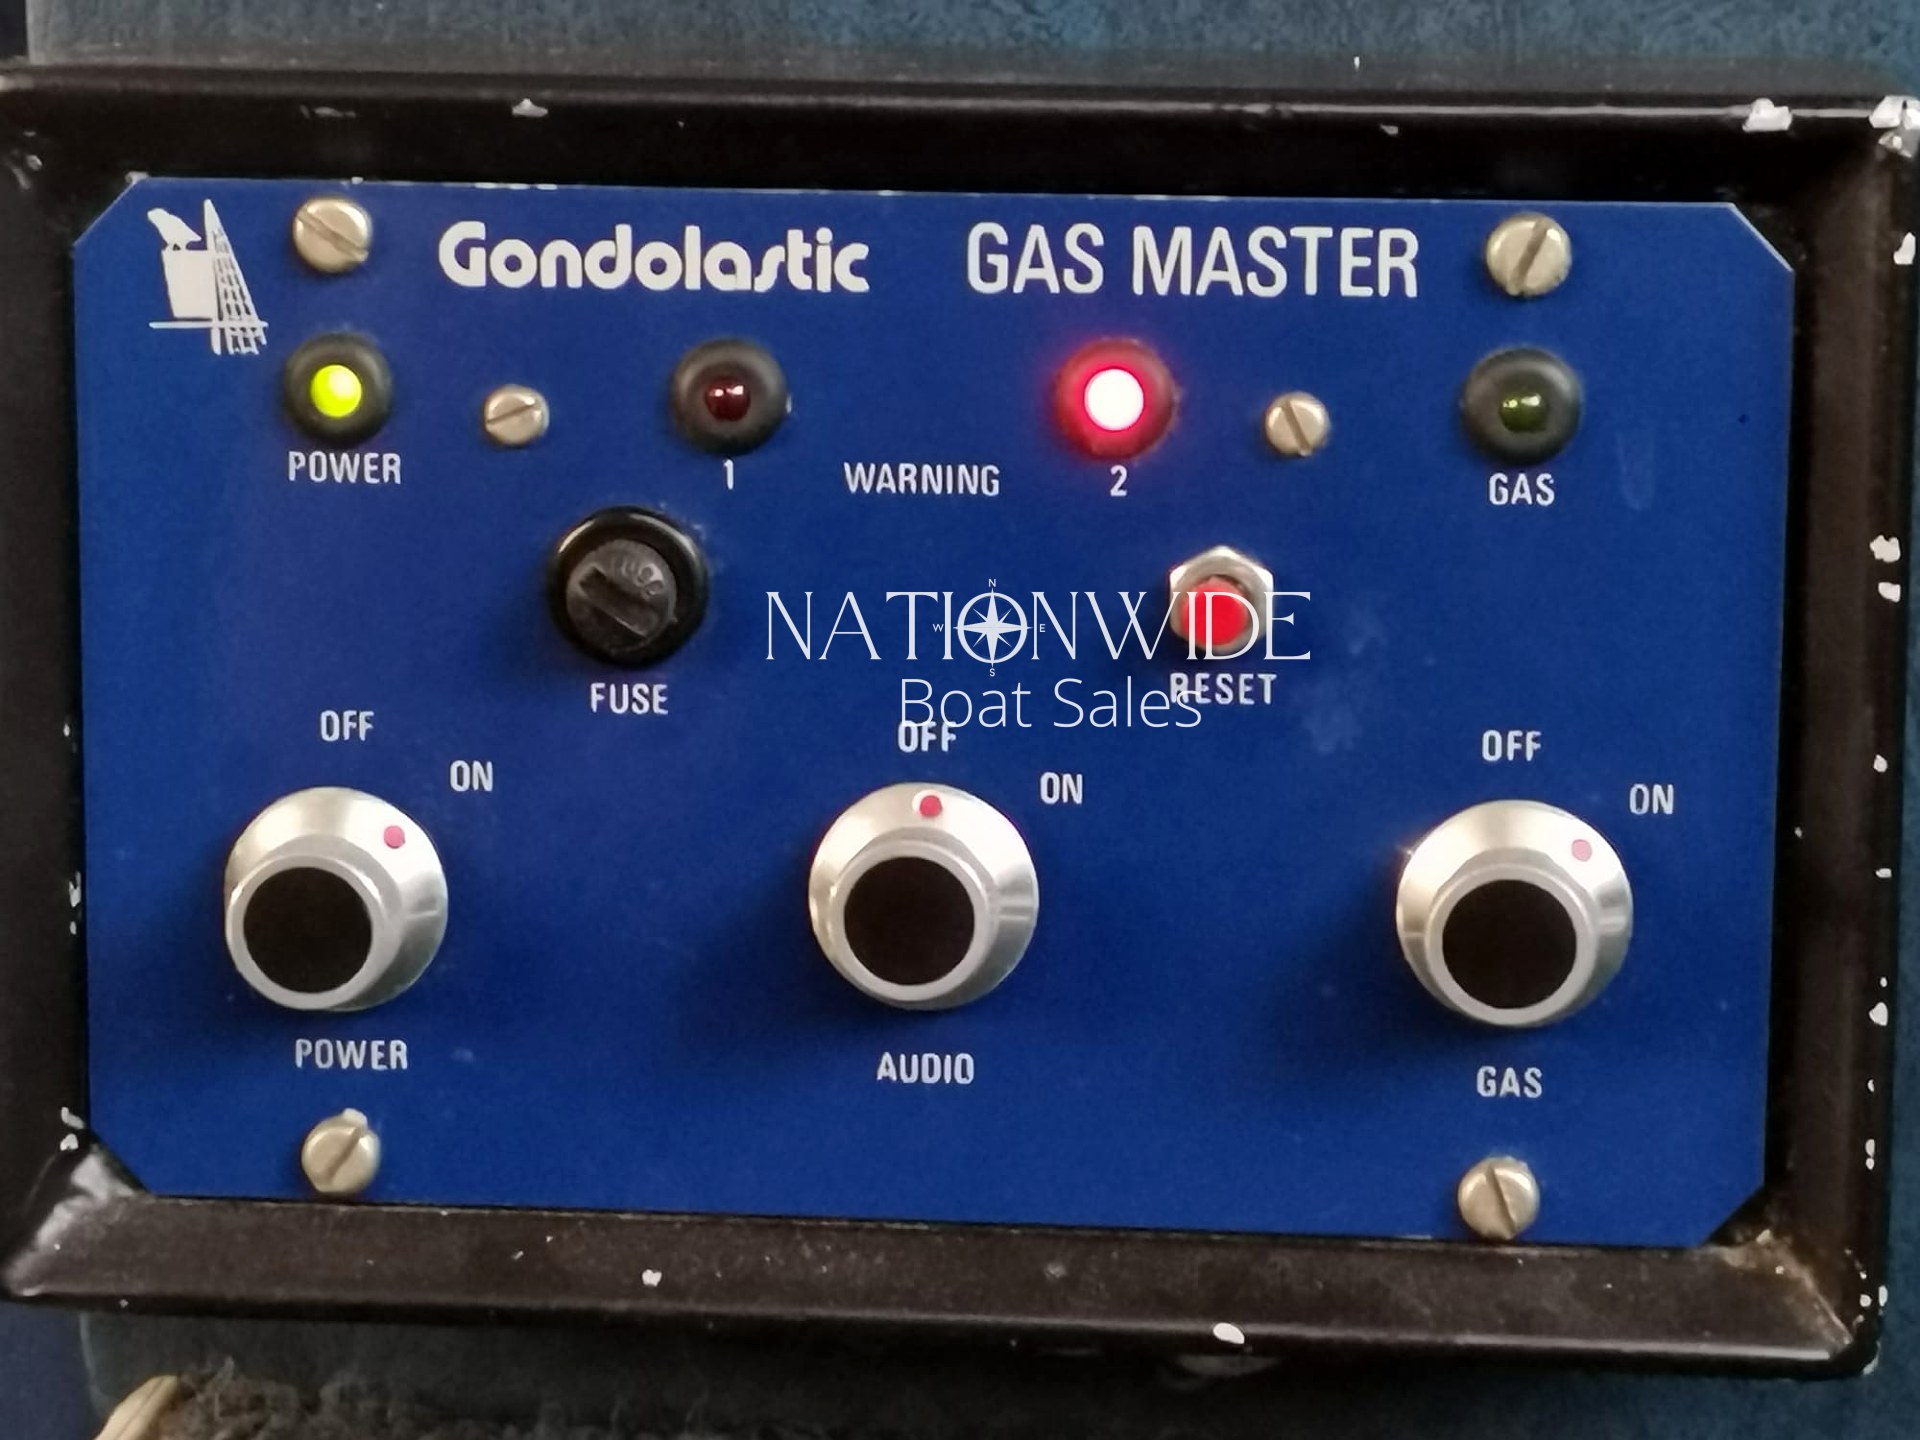 Gondolastic GAS MASTER
POWER 1 WARNING 2 GAS
FUSE RESET
N
W E
S
NATIONWIDE
Boat Sales
OFF ON OFF ON OFF ON
POWER AUDIO GAS